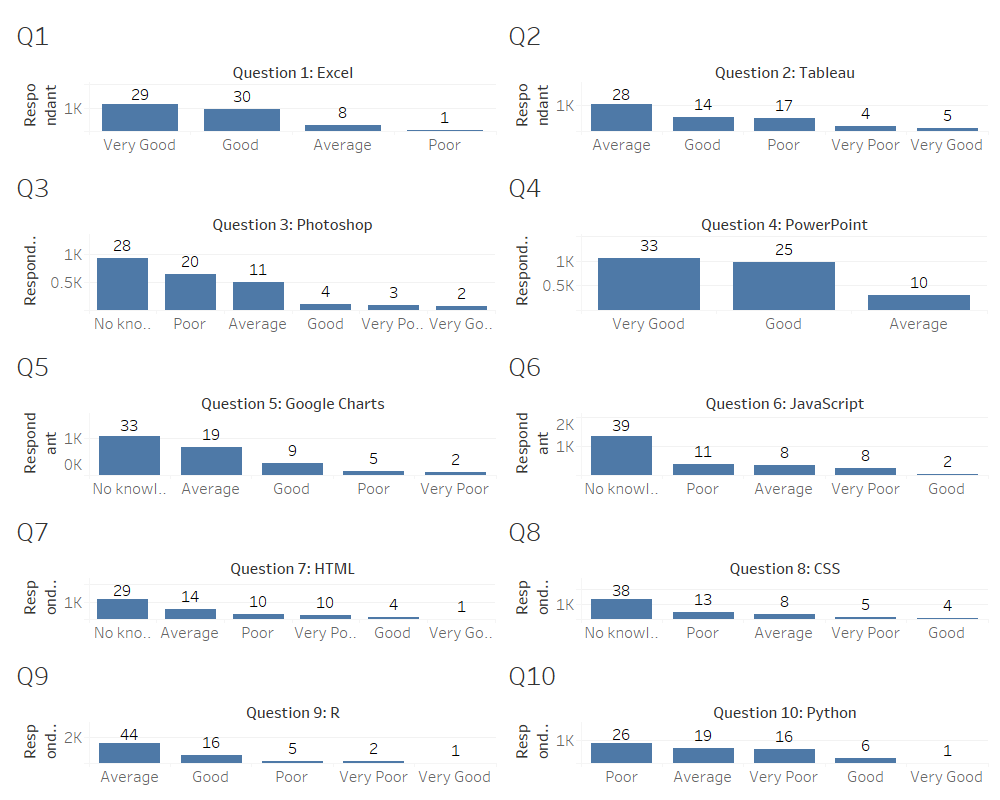 Q1
Question 1: Excel
Respo
ndant
1K
29
30
8
1
Very Good
Good
Average
Poor
Q2
Question 2: Tableau
Respo
ndant
1K
28
14
17
4
5
Average
Good
Poor
Very Poor
Very Good
Q3
Question 3: Photoshop
Respond..
1K
0.5K
28
20
11
4
3
2
No kno..
Poor
Average
Good
Very Po..
Very Go..
Q4
Question 4: PowerPoint
Respond..
1K
0.5K
33
25
10
Very Good
Good
Average
Q5
Question 5: Google Charts
Respond
ant
1K
0K
33
19
9
5
2
No knowl..
Average
Good
Poor
Very Poor
Q6
Question 6: JavaScript
Respond
ant
2K
1K
39
11
8
8
2
No knowl..
Poor
Average
Very Poor
Good
Q7
Question 7: HTML
Resp
ond..
1K
29
14
10
10
4
1
No kno..
Average
Poor
Very Po..
Good
Very Go..
Q8
Question 8: CSS
Resp
ond..
1K
38
13
8
5
4
No knowl..
Poor
Average
Very Poor
Good
Q9
Question 9: R
Resp
ond..
2K
44
16
5
2
1
Average
Good
Poor
Very Poor
Very Good
Q10
Question 10: Python
Resp
ond..
1K
26
19
16
6
1
Poor
Average
Very Poor
Good
Very Good